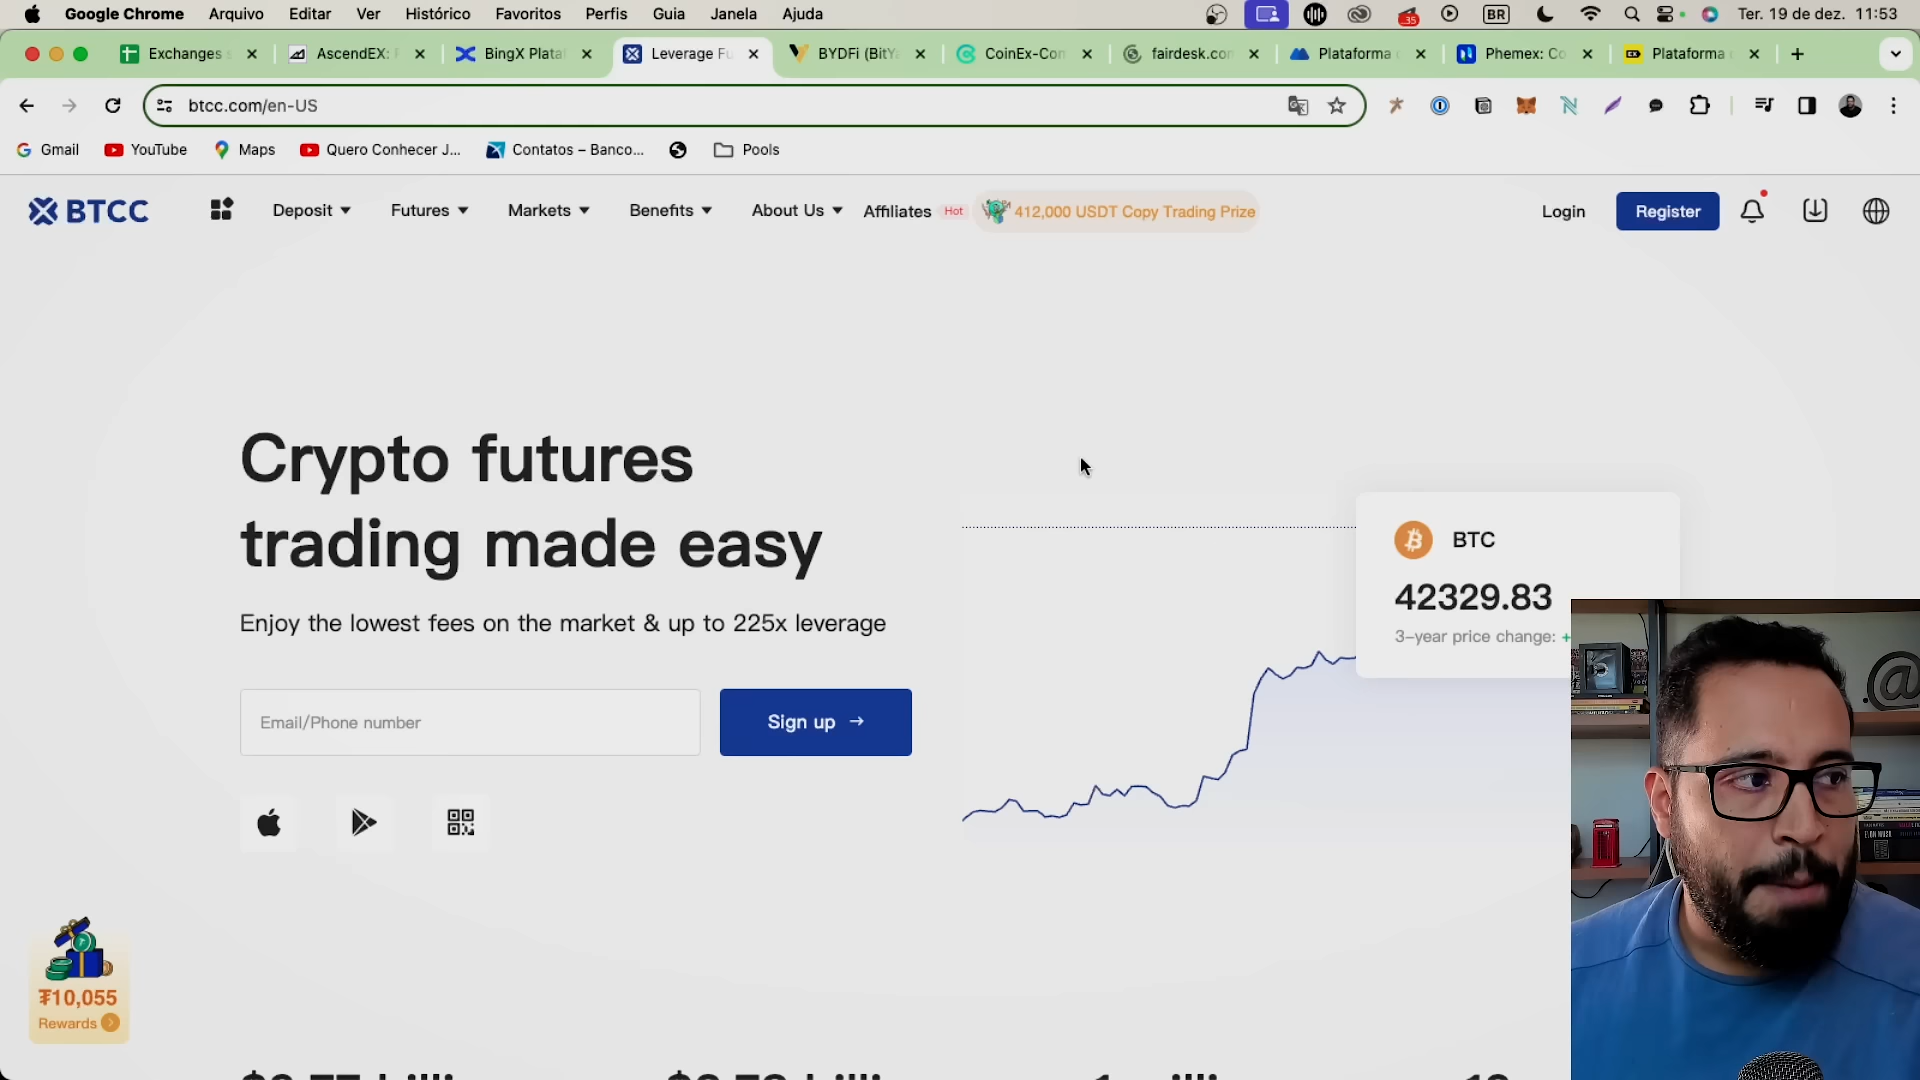 Google Chrome Arquivo Editar Ver Histórico Favoritos Perfis Guia Janela Ajuda 35 BR Ter. 19 de dez. 11:53
Exchanges AscendEX: BingX Plata Leverage Fu BYDFi (BitY CoinEx-Con fairdesk.com Plataforma Phemex: Co Plataforma
btcc.com/en-US
Gmail YouTube Maps Quero Conhecer J... Contatos – Banco... Pools
BTCC Deposit Futures Markets Benefits About Us Affiliates Hot 412,000 USDT Copy Trading Prize Login Register
Crypto futures
trading made easy
Enjoy the lowest fees on the market & up to 225x leverage
Email/Phone number
Sign up →
BTC
42329.83
3-year price change: +
₮10,055
Rewards